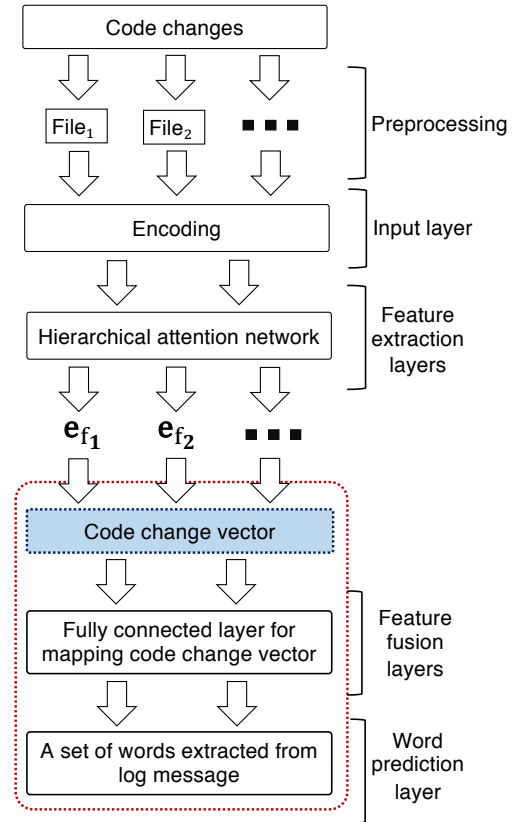 Code changes
File₁
File₂
Preprocessing
Encoding
Input layer
Hierarchical attention network
Feature
extraction
layers
e_f₁
e_f₂
Code change vector
Fully connected layer for
mapping code change vector
Feature
fusion
layers
A set of words extracted from
log message
Word
prediction
layer